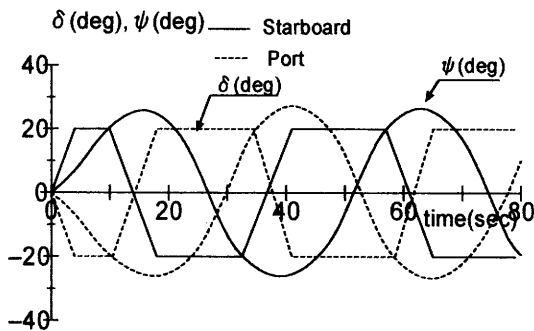 δ (deg), ψ (deg)
Starboard
Port
δ (deg)
ψ (deg)
40
20
0
−20
−40
0
20
40
60
80
time(sec)